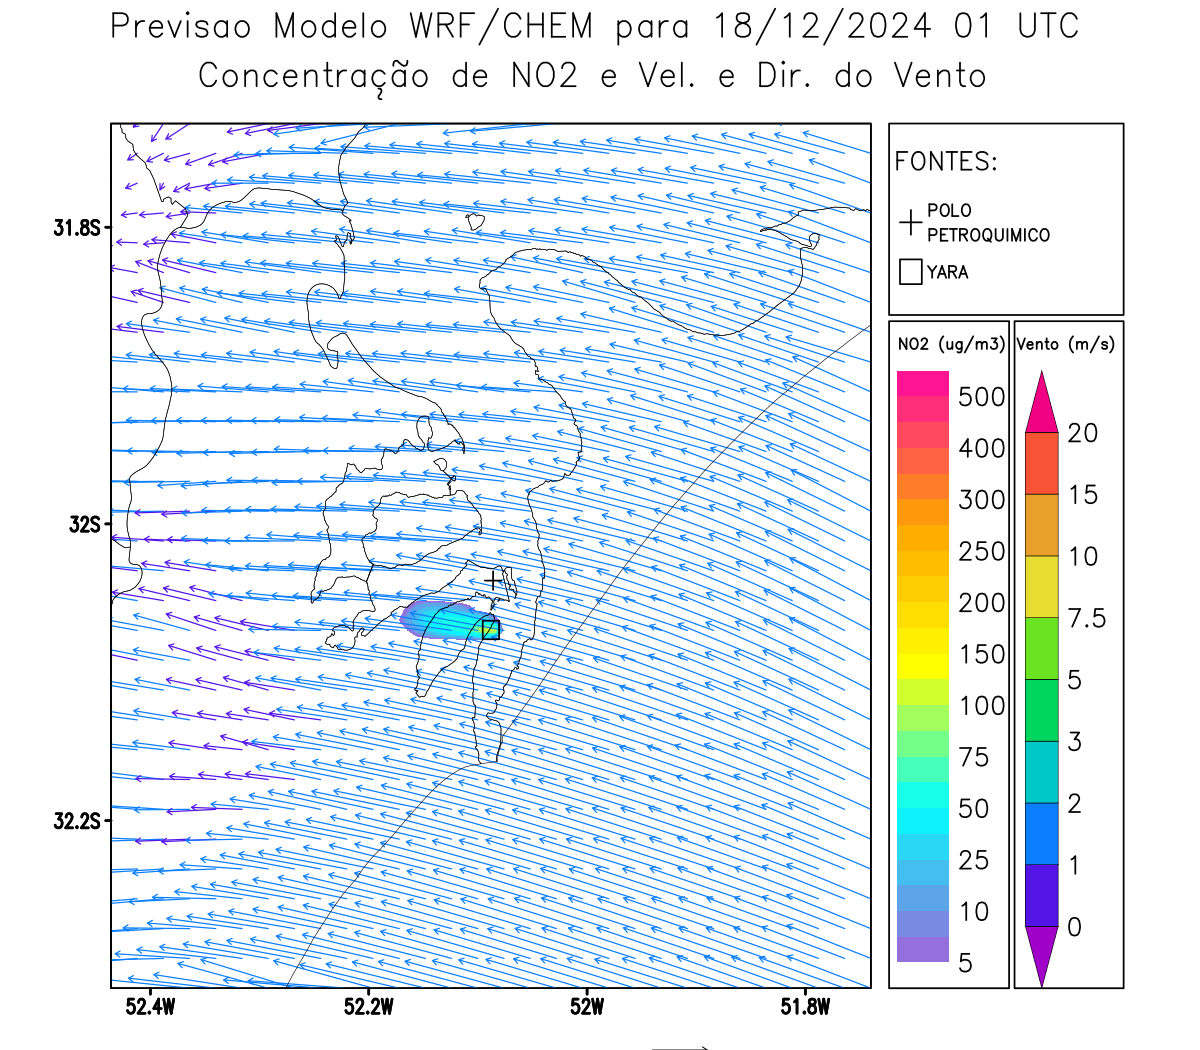 Previsao Modelo WRF/CHEM para 18/12/2024 01 UTC
Concentração de NO2 e Vel. e Dir. do Vento
FONTES:
POLO
PETROQUIMICO
YARA
NO2 (ug/m3)
500
400
300
250
200
150
100
75
50
25
10
5
Vento (m/s)
20
15
10
7.5
5
3
2
1
0
31.8S
32S
32.2S
52.4W
52.2W
52W
51.8W